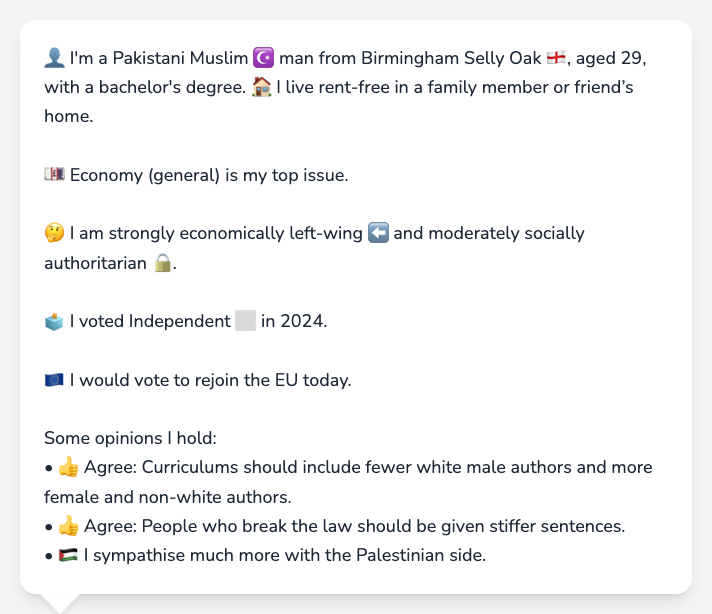 👤 I'm a Pakistani Muslim ☪️ man from Birmingham Selly Oak 🏴󠁧󠁢󠁥󠁮󠁧󠁿, aged 29,
with a bachelor's degree. 🏠 I live rent-free in a family member or friend’s
home.
💷 Economy (general) is my top issue.
🤔 I am strongly economically left-wing ⬅️ and moderately socially
authoritarian 🔒.
🗳️ I voted Independent ⬜ in 2024.
🇪🇺 I would vote to rejoin the EU today.
Some opinions I hold:
• 👍 Agree: Curriculums should include fewer white male authors and more
female and non-white authors.
• 👍 Agree: People who break the law should be given stiffer sentences.
• 🇵🇸 I sympathise much more with the Palestinian side.